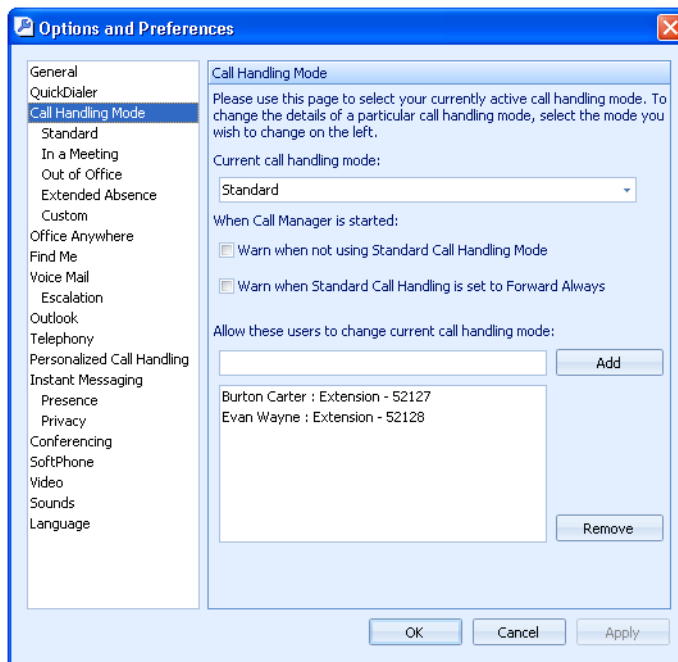 Options and Preferences
General
QuickDialer
Call Handling Mode
Standard
In a Meeting
Out of Office
Extended Absence
Custom
Office Anywhere
Find Me
Voice Mail
Escalation
Outlook
Telephony
Personalized Call Handling
Instant Messaging
Presence
Privacy
Conferencing
SoftPhone
Video
Sounds
Language
Call Handling Mode
Please use this page to select your currently active call handling mode. To
change the details of a particular call handling mode, select the mode you
wish to change on the left.
Current call handling mode:
Standard
When Call Manager is started:
Warn when not using Standard Call Handling Mode
Warn when Standard Call Handling is set to Forward Always
Allow these users to change current call handling mode:
Add
Burton Carter : Extension - 52127
Evan Wayne : Extension - 52128
Remove
OK
Cancel
Apply